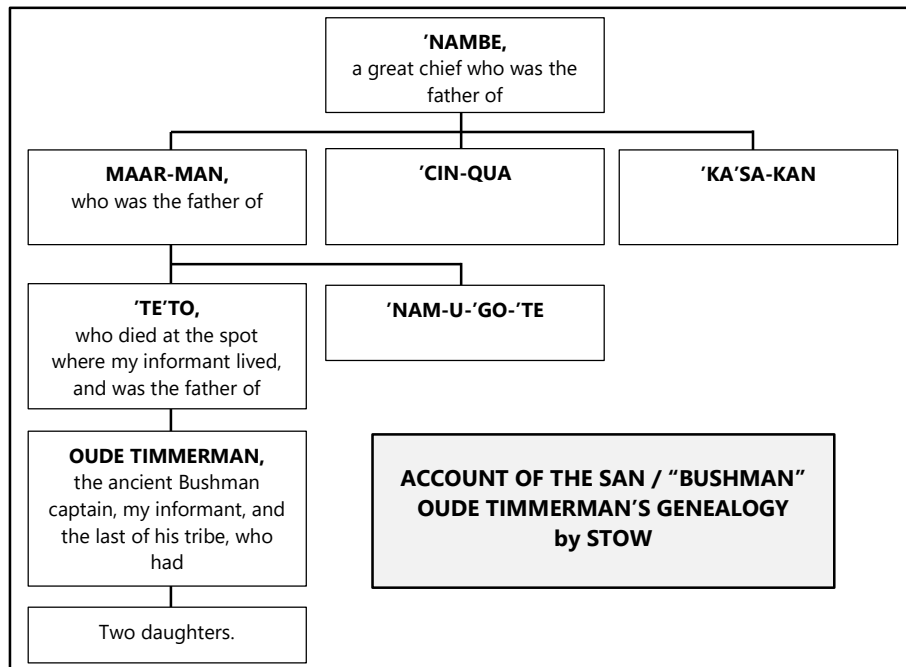 ’NAMBE,
a great chief who was the
father of
MAAR-MAN,
who was the father of
’CIN-QUA
’KA’SA-KAN
’TE’TO,
who died at the spot
where my informant lived,
and was the father of
’NAM-U-’GO-’TE
OUDE TIMMERMAN,
the ancient Bushman
captain, my informant, and
the last of his tribe, who
had
ACCOUNT OF THE SAN / “BUSHMAN”
OUDE TIMMERMAN’S GENEALOGY
by STOW
Two daughters.